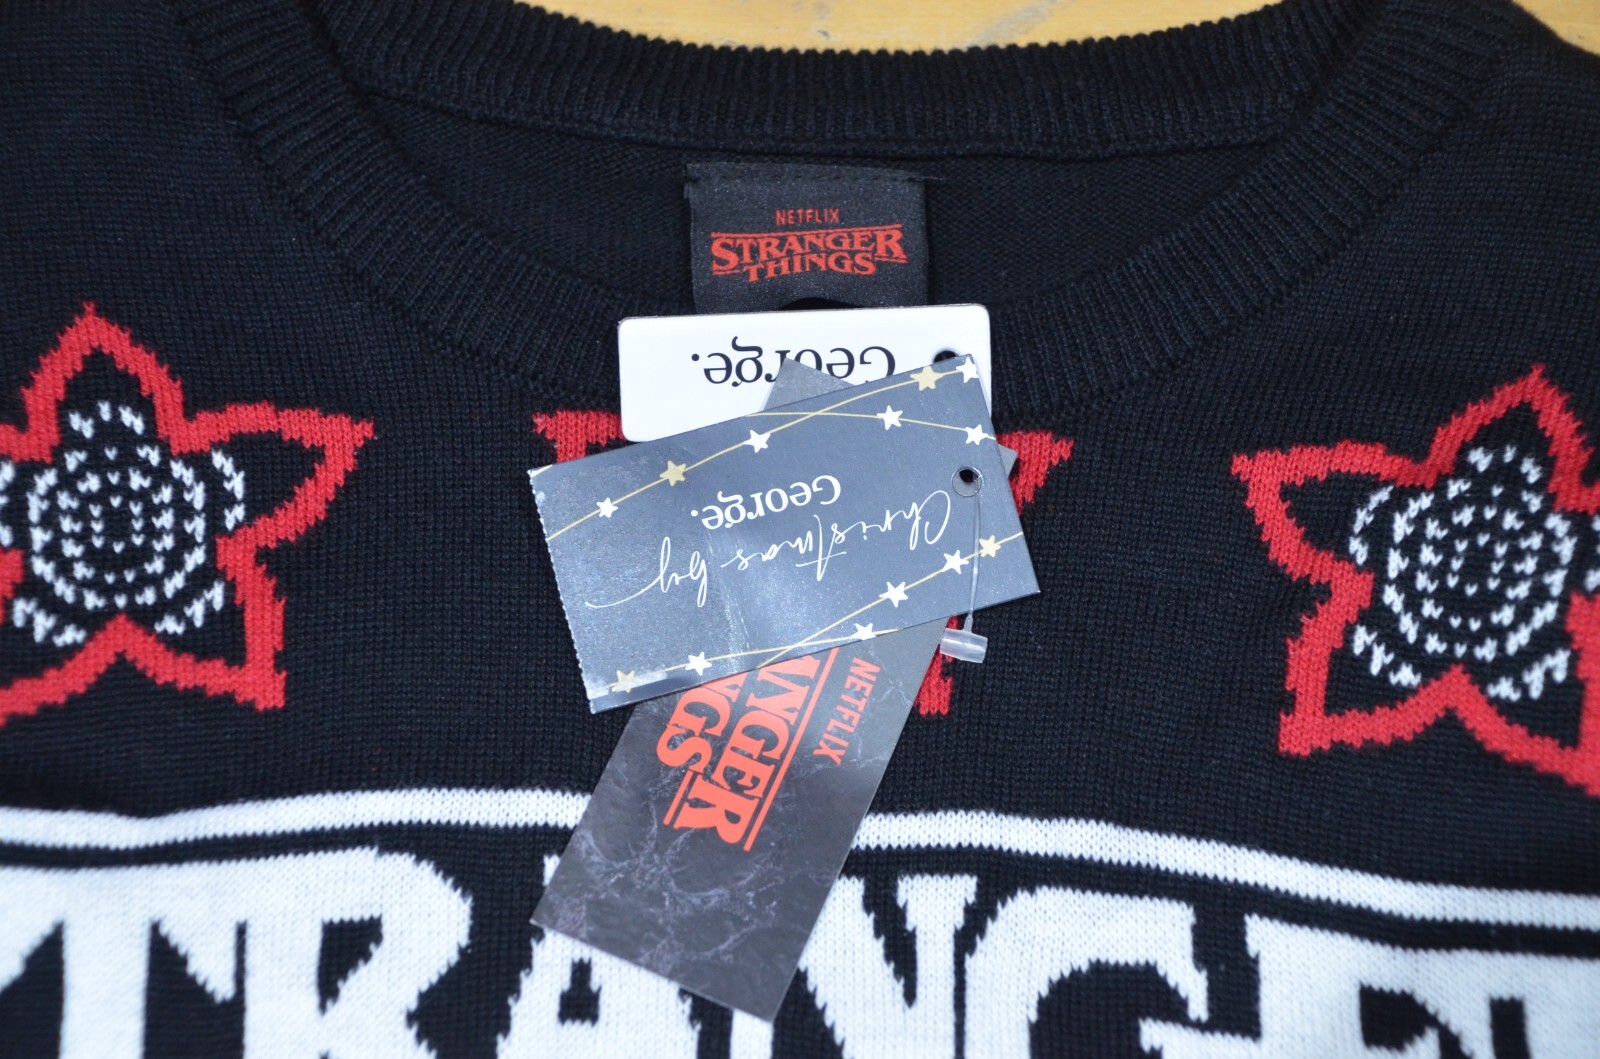 NETFLIX
STRANGER
THINGS
George.
Christmas by
George.
NETFLIX